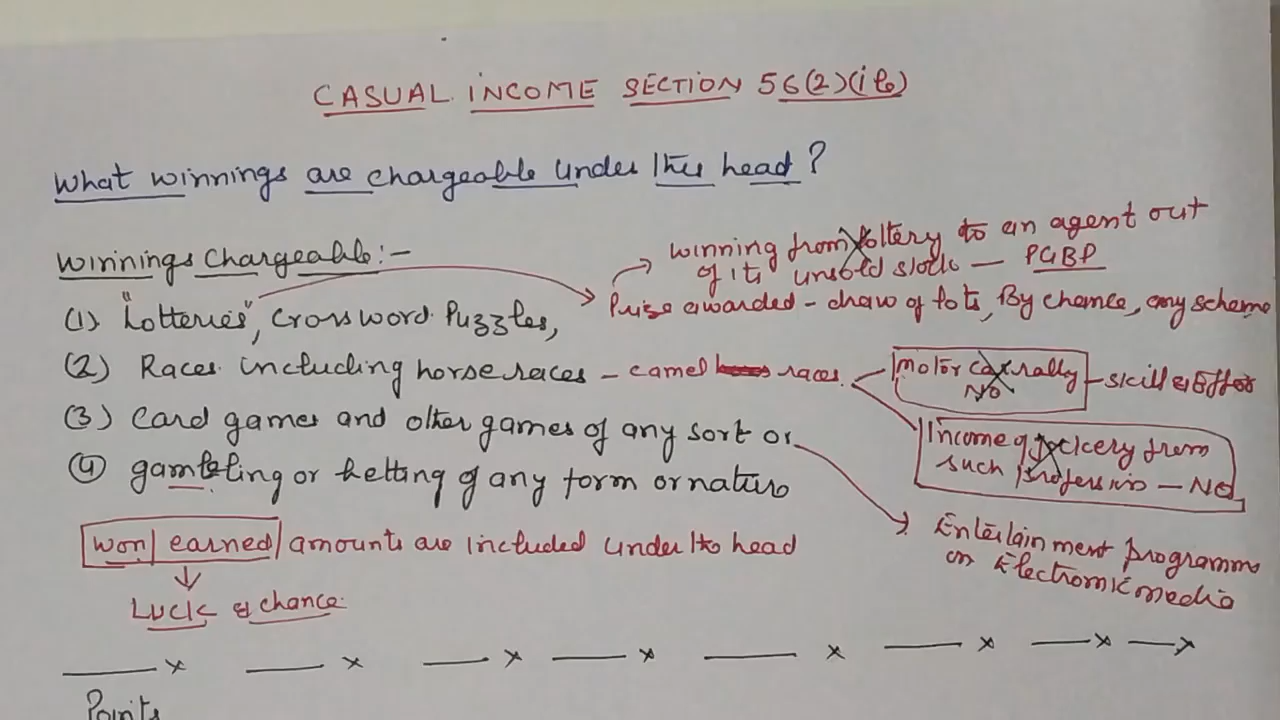 CASUAL INCOME SECTION 56(2)(ib)
What winnings are chargeable under this head?
Winnings chargeable:-
winning from lottery to an agent out
of its unsold stock — PGBP
Prize awarded - draw of lots, By chance, any scheme
(1) "Lotteries", crossword Puzzles,
(2) Races including horse races - camel races.
motor car rally - skill & Effort
NO
(3) Card games and other games of any sort or
Income of jockery from
such profession - NO
(4) gambling or betting of any form or nature
Entertainment programme
on Electronic media
won/ earned/ amounts are included under Its head
Luck & chance.
Points